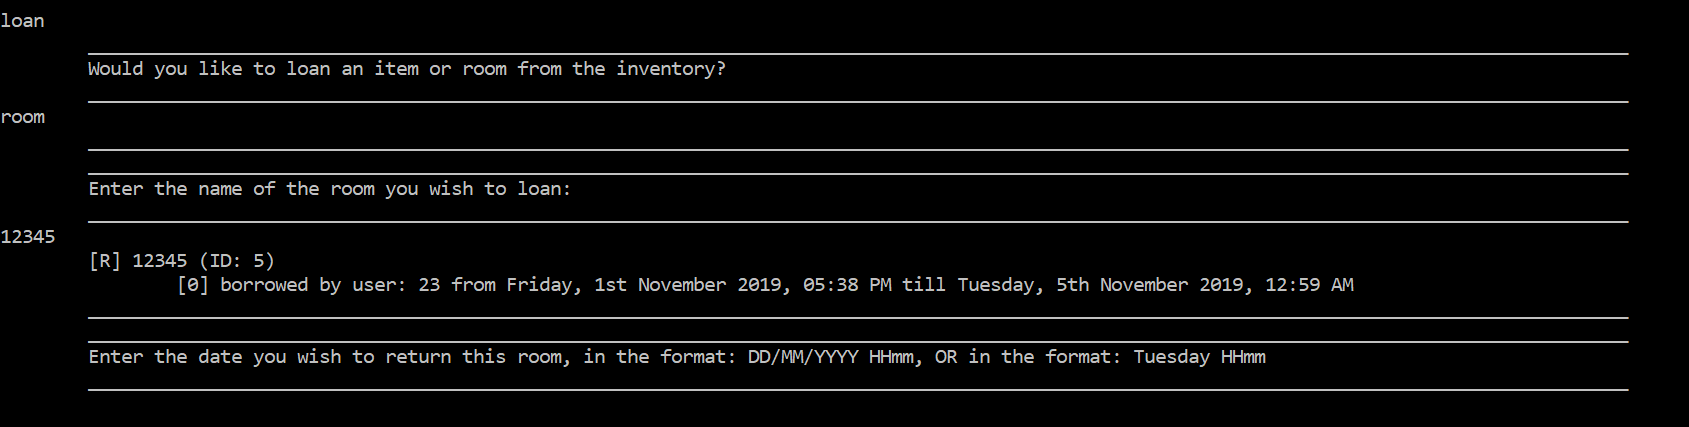 loan
Would you like to loan an item or room from the inventory?
room
Enter the name of the room you wish to loan:
12345
[R] 12345 (ID: 5)
[0] borrowed by user: 23 from Friday, 1st November 2019, 05:38 PM till Tuesday, 5th November 2019, 12:59 AM
Enter the date you wish to return this room, in the format: DD/MM/YYYY HHmm, OR in the format: Tuesday HHmm